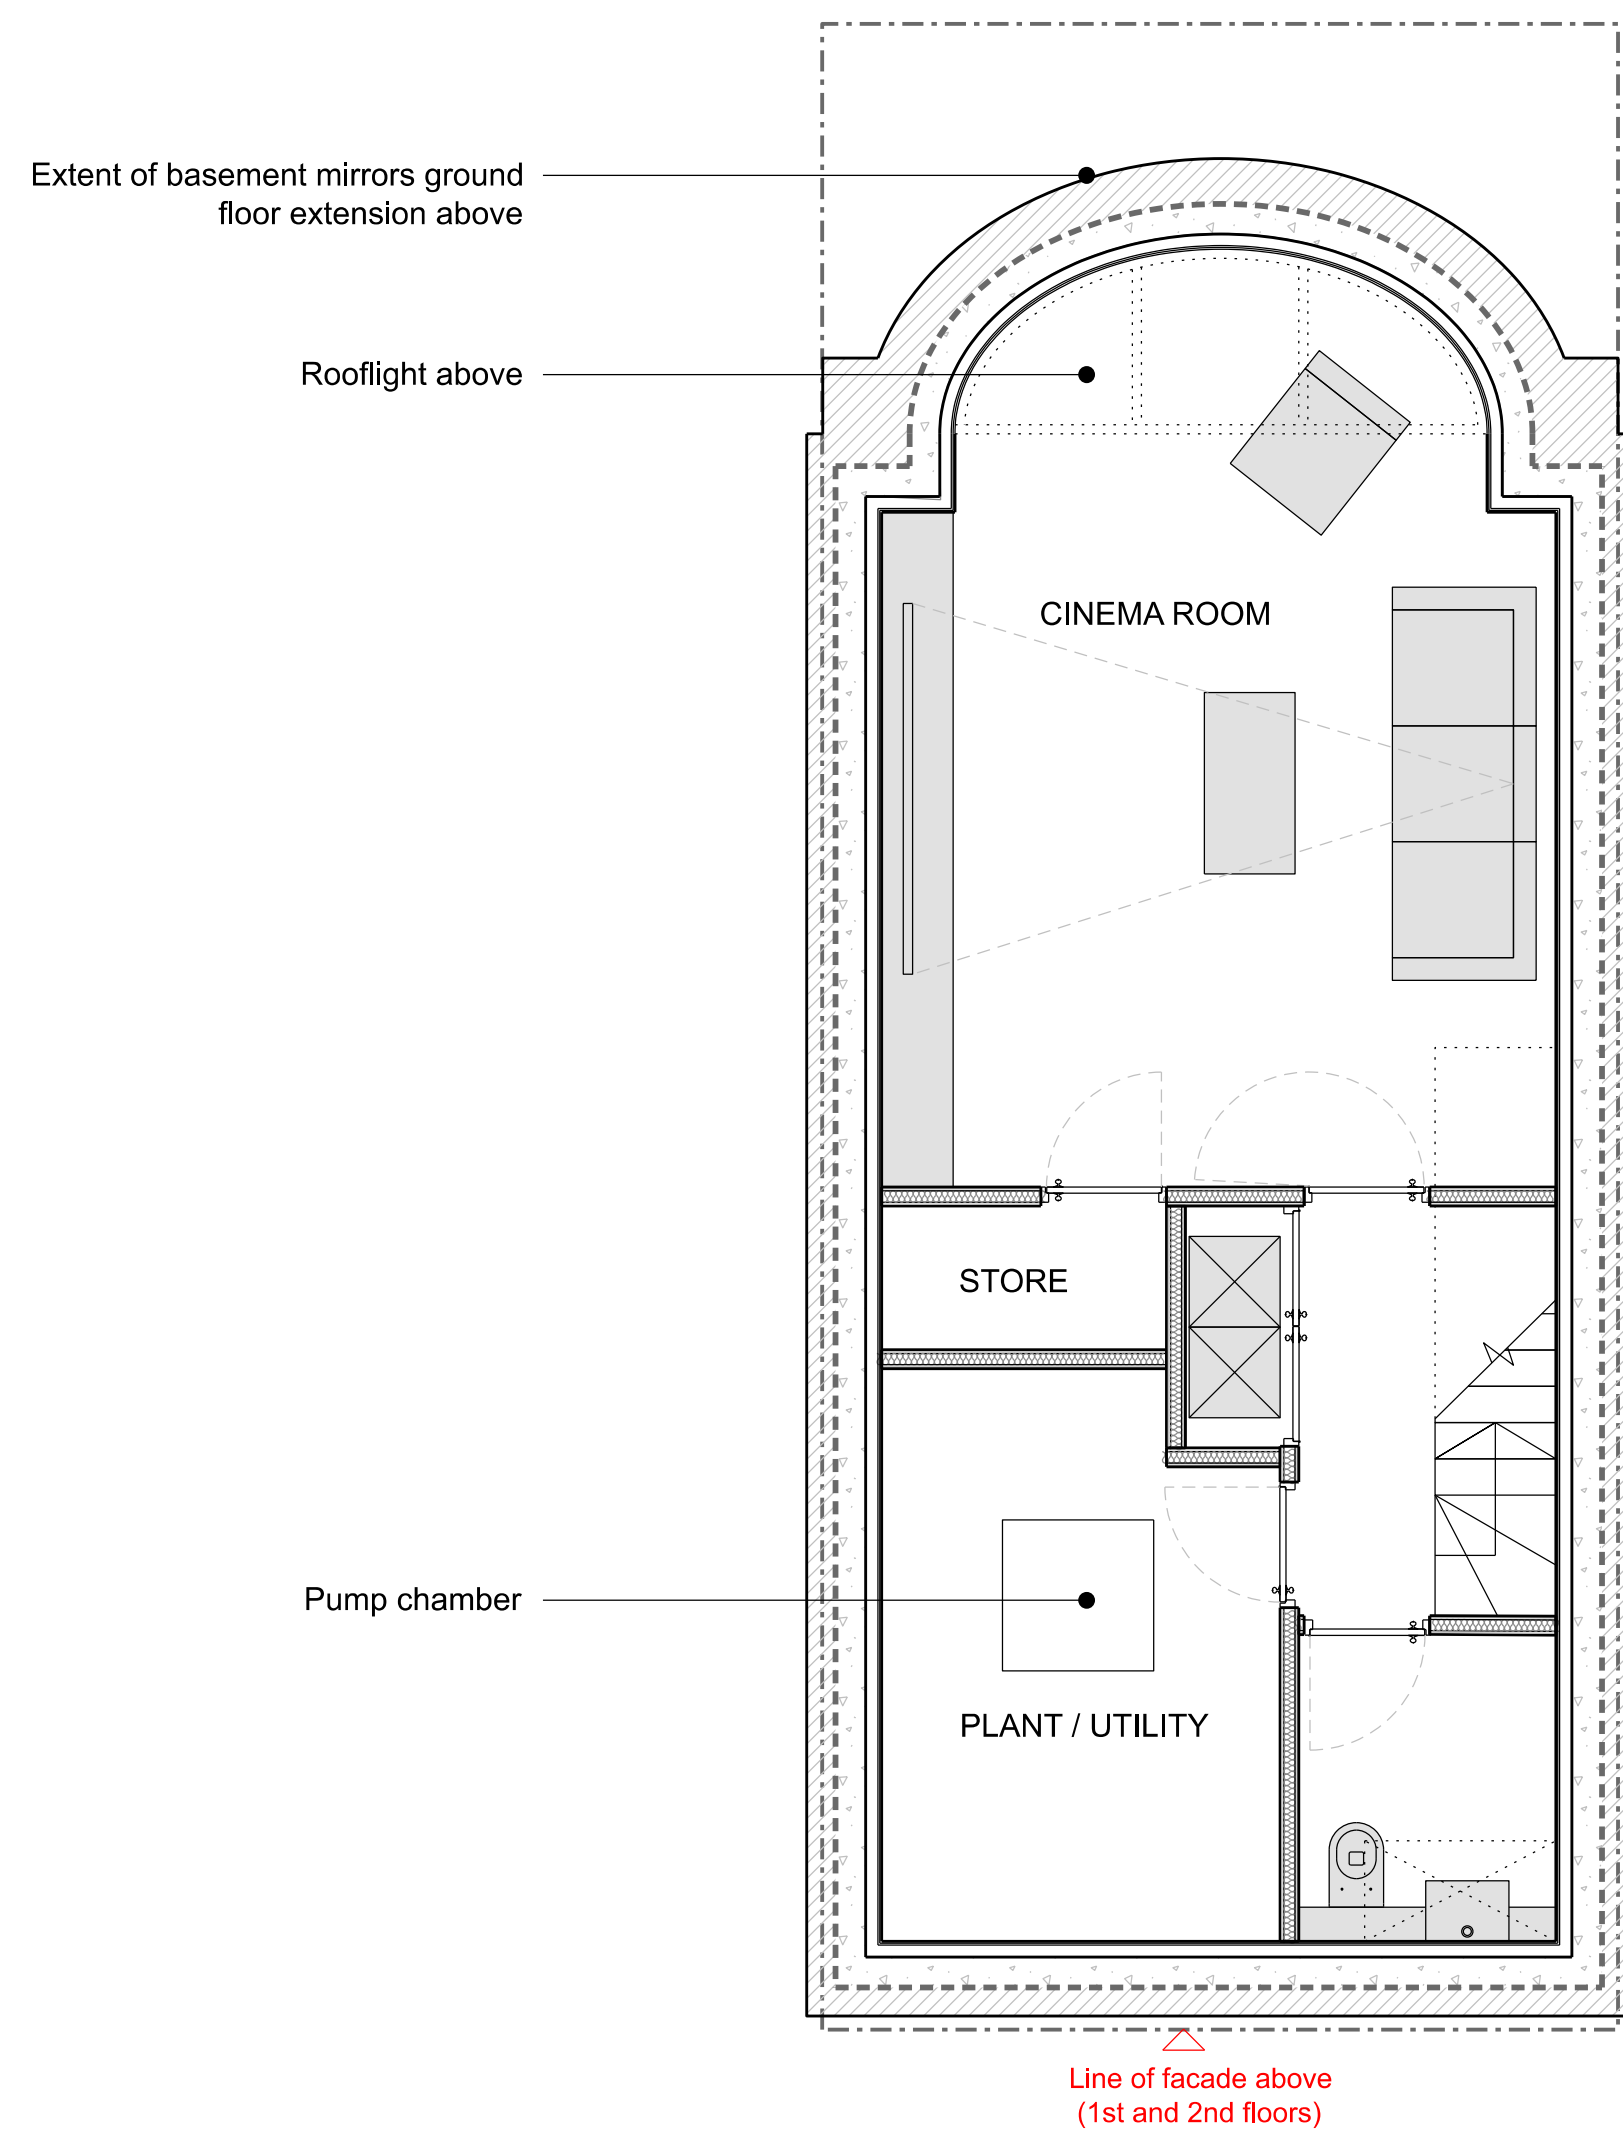 Extent of basement mirrors ground
floor extension above
Rooflight above
CINEMA ROOM
STORE
Pump chamber
PLANT / UTILITY
Line of facade above
(1st and 2nd floors)